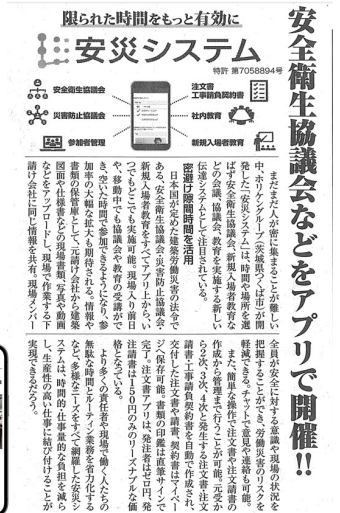 安全衛生協議会などをアプリで開催!!
限られた時間をもっと有効に
安災システム
特許 第7058894号
安全衛生協議会
災害防止協議会
参加者管理
注文書
工事請負契約書
社内教育
新規入場者教育
まだまだ人が密に集まることが難しい
中、ホリケングループ(茨城県つくば市)が開
発した「安災システム」は、時間や場所を選
ばず安全衛生協議会、新規入場者教育な
どの会議、協議会、教育を実施する新しい
伝達システムとして注目されている。
密避け隙間時間を活用
日本国が定めた建築労働災害の法令で
ある、安全衛生協議会・災害防止協議会・
新規入場者教育をすべてアプリ上から、い
つでもどこでも実施可能。現場入り前日
や、移動中でも協議会や教育の受講がで
き、空いた時間で参加できるようになり、参
加率の大幅な拡大も期待される。情報や
書類の保管庫として、元請け会社から建築
図面や仕様書などの現場書類、写真や動画
などをアップロードし、現場で作業する下
請け会社に同じ情報を共有。現場メンバー
全員が安全に対する意識や現場の状況を
把握することができ、労働災害のリスクを
軽減できる。チャットで意見や連絡も可能。
また、簡単な操作で注文書や注文請書の
作成から管理まで行うことが可能。元受か
ら2次、3次、4次と発生する注文書・注文
請書・工事請負契約書を自動で作成され、
交付した注文書や請書、契約書はマイペー
ジへ保存可能。書類の印鑑は直筆サインで
完了。注文書アプリは、発注者はゼロ円、発
注請書は150円のみのリーズナブルな価
格となっている。
より多くの責任者や現場で働く人たちの
無駄な時間とルーティン業務を省力化する
など、多様なニーズをすべて網羅した安災シ
ステムは、時間的・仕事量的な負担を減ら
し、生産性の高い仕事に結び付けることが
実現できるだろう。